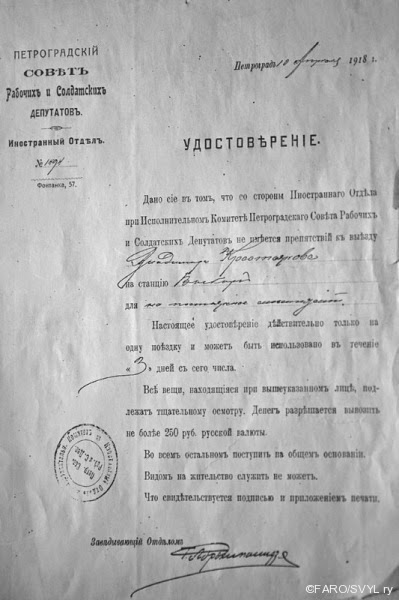 ПЕТРОГРАДСКІЙ
СОВѢТЪ
Рабочихъ и Солдатскихъ
ДЕПУТАТОВЪ.
Иностранный Отдѣлъ.
№
Фонтанка, 57.
Петроградъ 10 1918 г.
УДОСТОВѢРЕНІЕ.
Дано сіе въ томъ, что со стороны Иностраннаго Отдѣла
при Исполнительномъ Комитетѣ Петроградскаго Совѣта Рабочихъ
и Солдатскихъ Депутатовъ не имѣется препятствій къ выѣзду
Владимира
на станцію
для
Настоящее удостовѣреніе дѣйствительно только на
одну поѣздку и можетъ быть использовано въ теченіе
«3» дней съ сего числа.
Всѣ вещи, находящіяся при вышеуказанномъ лицѣ, под-
лежатъ тщательному осмотру. Денегъ разрѣшается вывозить
не болѣе 250 руб. русской валюты.
Во всемъ остальномъ поступить на общемъ основаніи.
Видомъ на жительство служить не можетъ.
Что свидѣтельствуется подписью и приложеніемъ печати.
Завѣдывающій Отдѣломъ
©FARO/SVYL ry